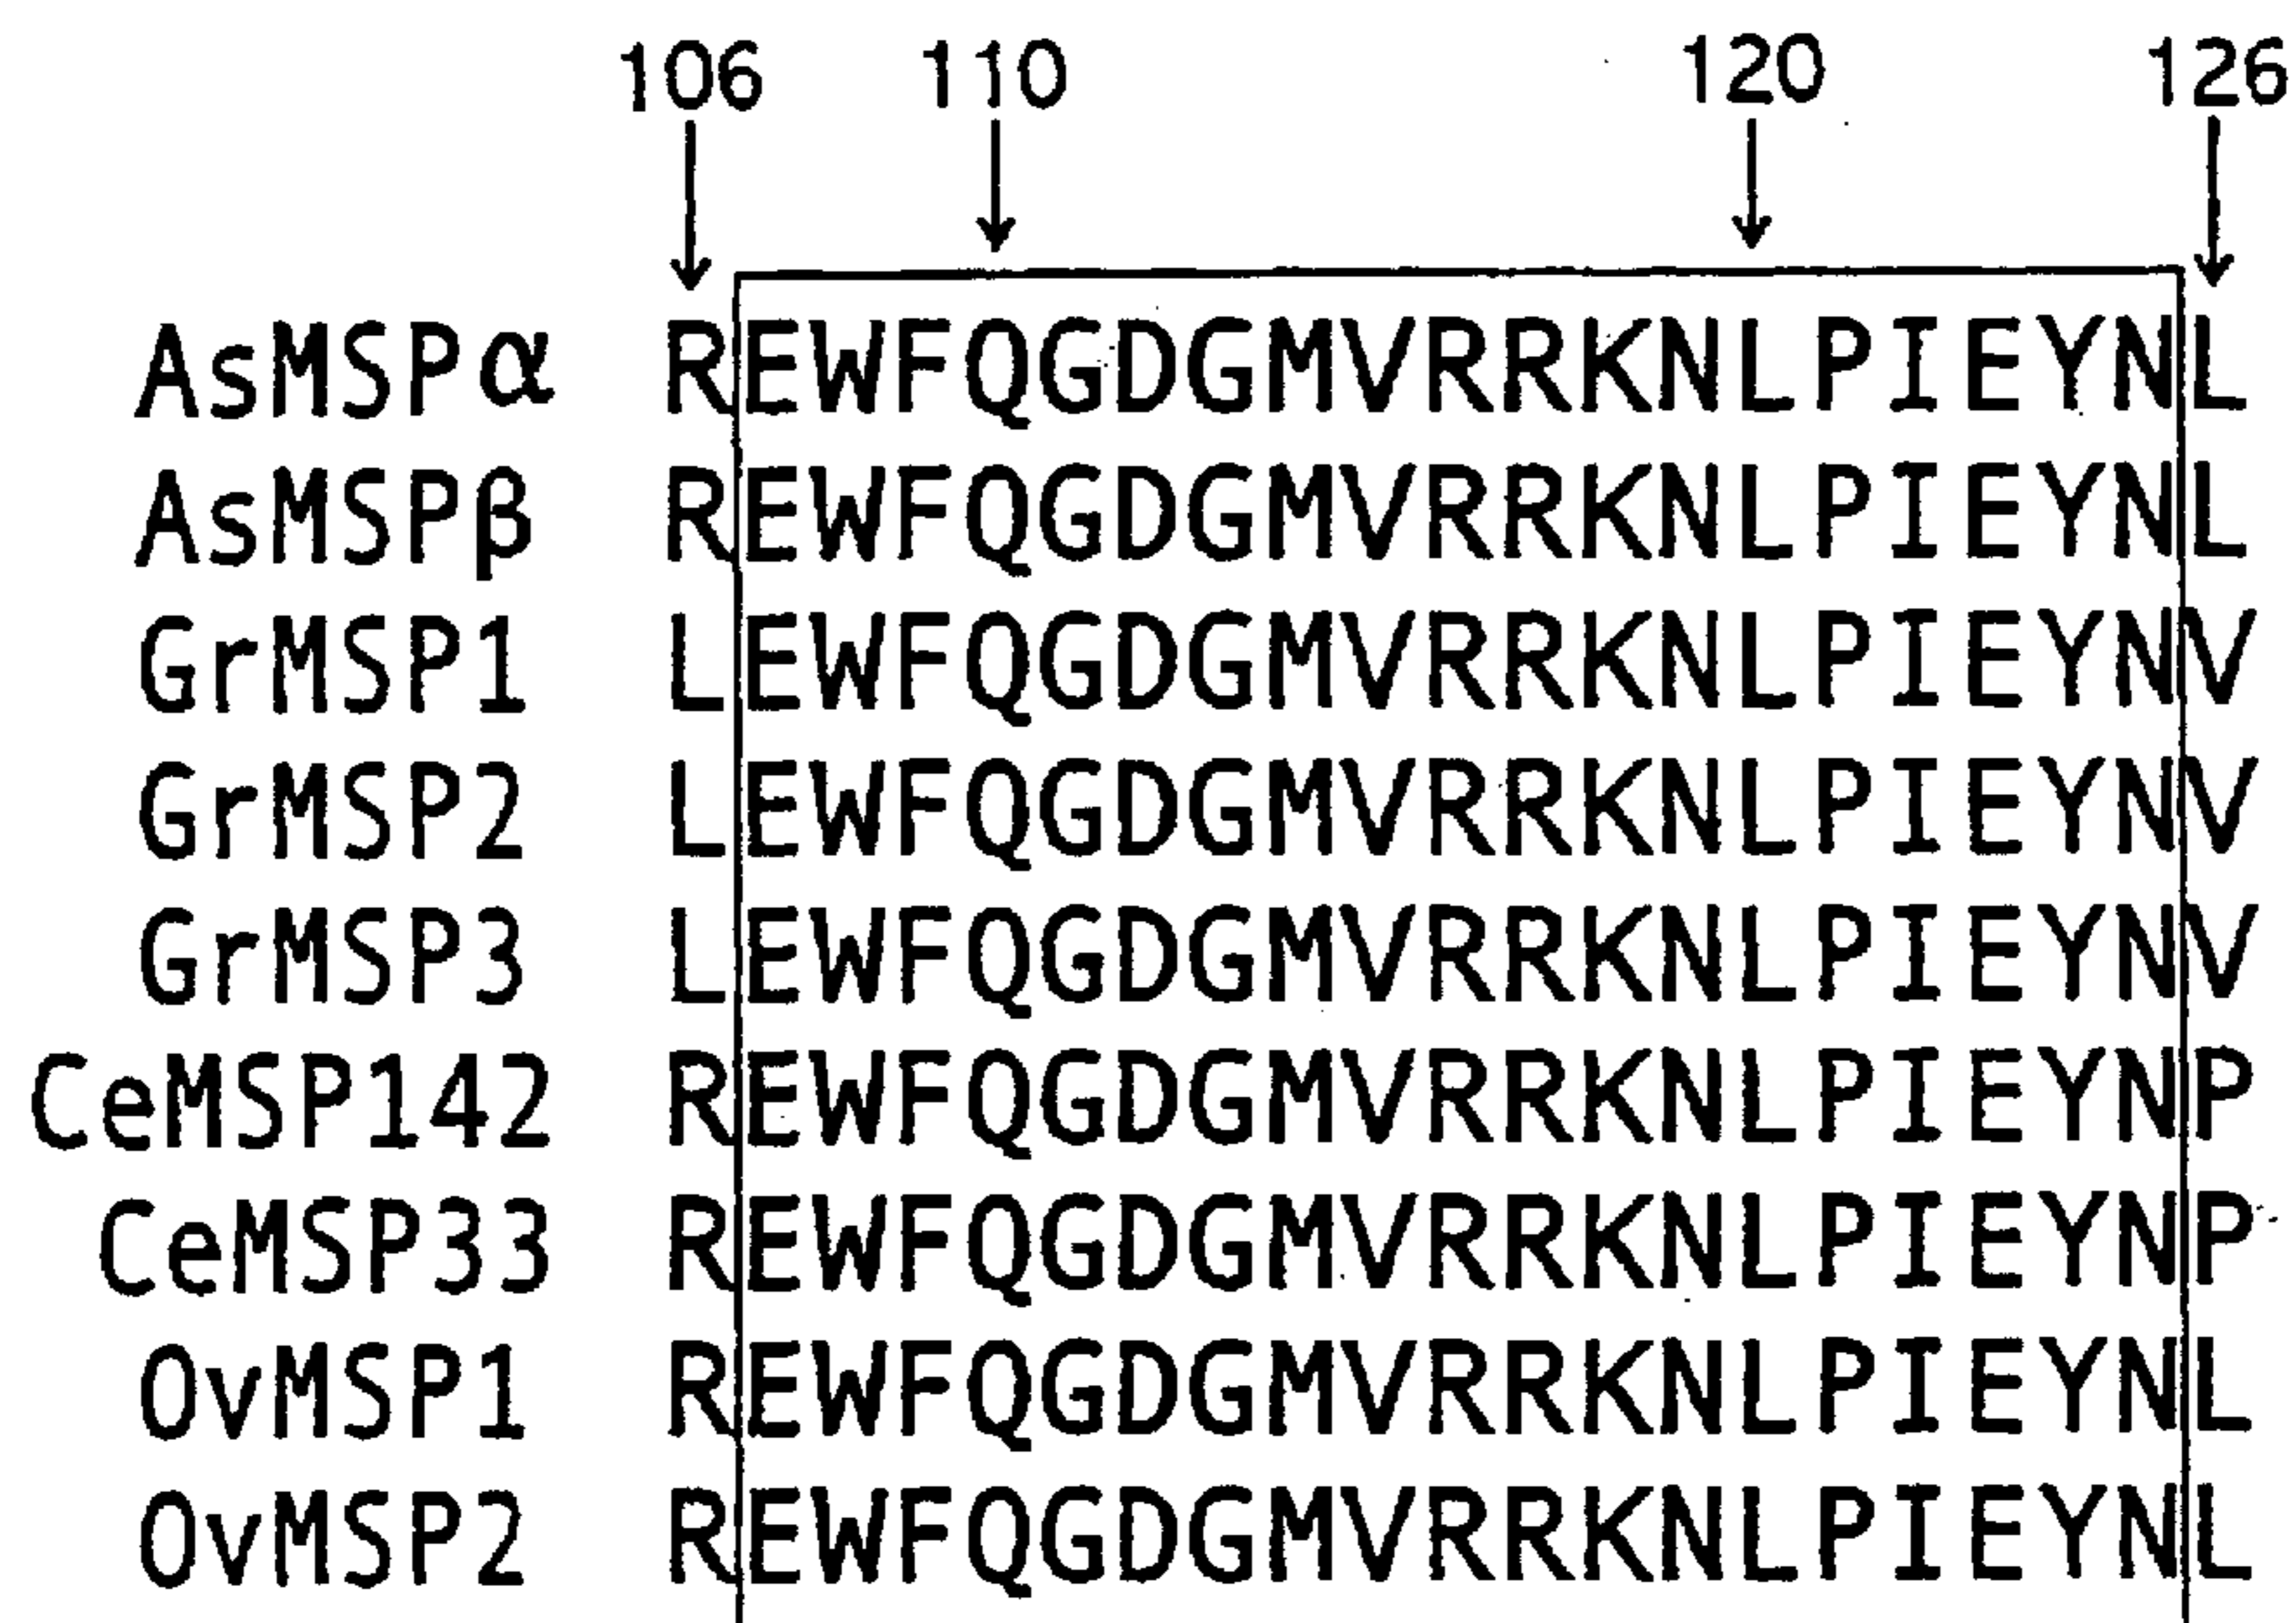 106 110 120 126
AsMSPα REWFQGDGMVRRKNLPIEYNL
AsMSPβ REWFQGDGMVRRKNLPIEYNL
GrMSP1 LEWFQGDGMVRRKNLPIEYNV
GrMSP2 LEWFQGDGMVRRKNLPIEYNV
GrMSP3 LEWFQGDGMVRRKNLPIEYNV
CeMSP142 REWFQGDGMVRRKNLPIEYNP
CeMSP33 REWFQGDGMVRRKNLPIEYNP
OvMSP1 REWFQGDGMVRRKNLPIEYNL
OvMSP2 REWFQGDGMVRRKNLPIEYNL